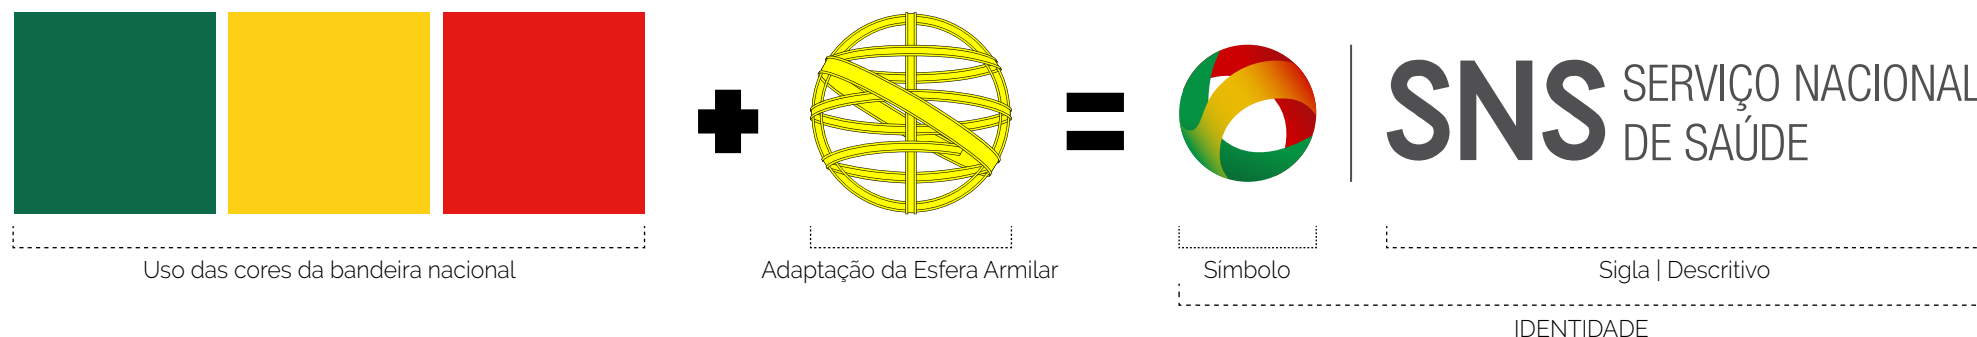 SNS
SERVIÇO NACIONAL
DE SAÚDE
Uso das cores da bandeira nacional
Adaptação da Esfera Armilar
Símbolo
Sigla | Descritivo
IDENTIDADE